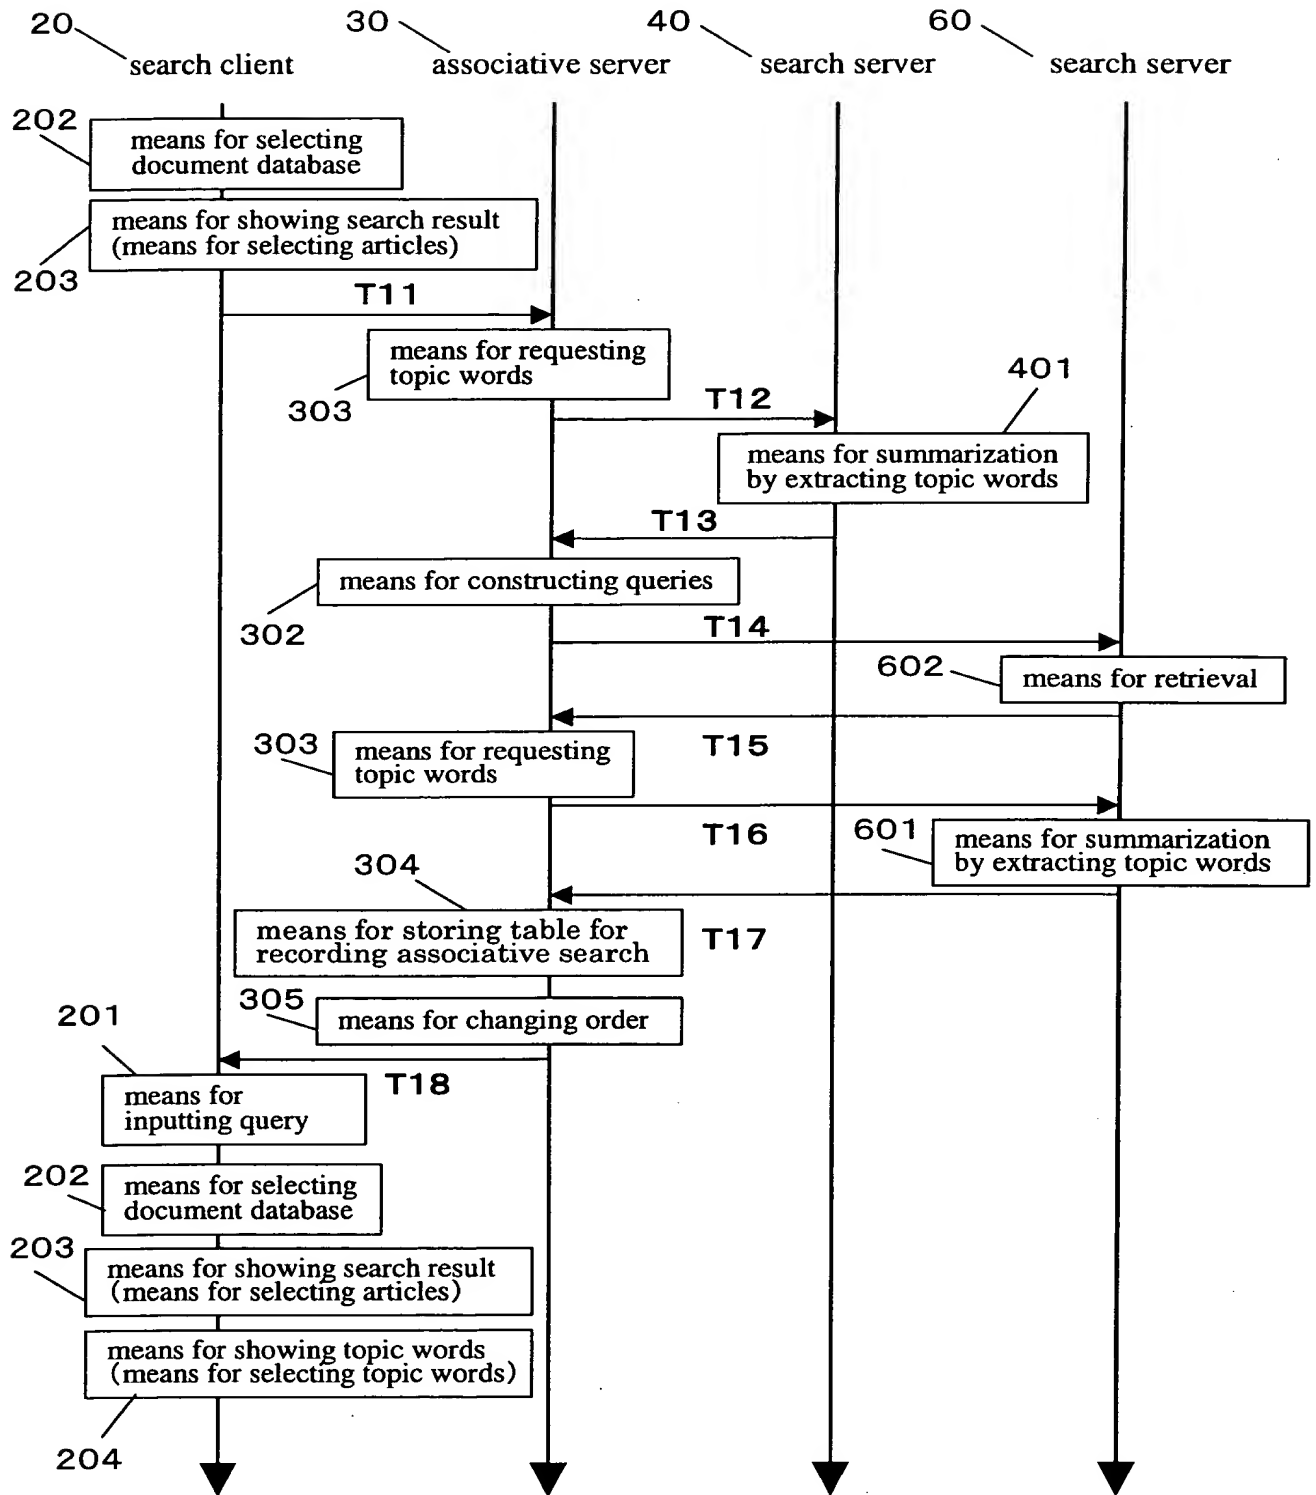 20
30
40
60
search client
associative server
search server
search server
202
means for selecting
document database
means for showing search result
(means for selecting articles)
203
T11
means for requesting
topic words
303
401
T12
means for summarization
by extracting topic words
T13
means for constructing queries
302
T14
602
means for retrieval
303
T15
means for requesting
topic words
T16
601
means for summarization
by extracting topic words
304
means for storing table for
recording associative search
T17
305
201
means for changing order
T18
means for
inputting query
202
means for selecting
document database
203
means for showing search result
(means for selecting articles)
means for showing topic words
(means for selecting topic words)
204